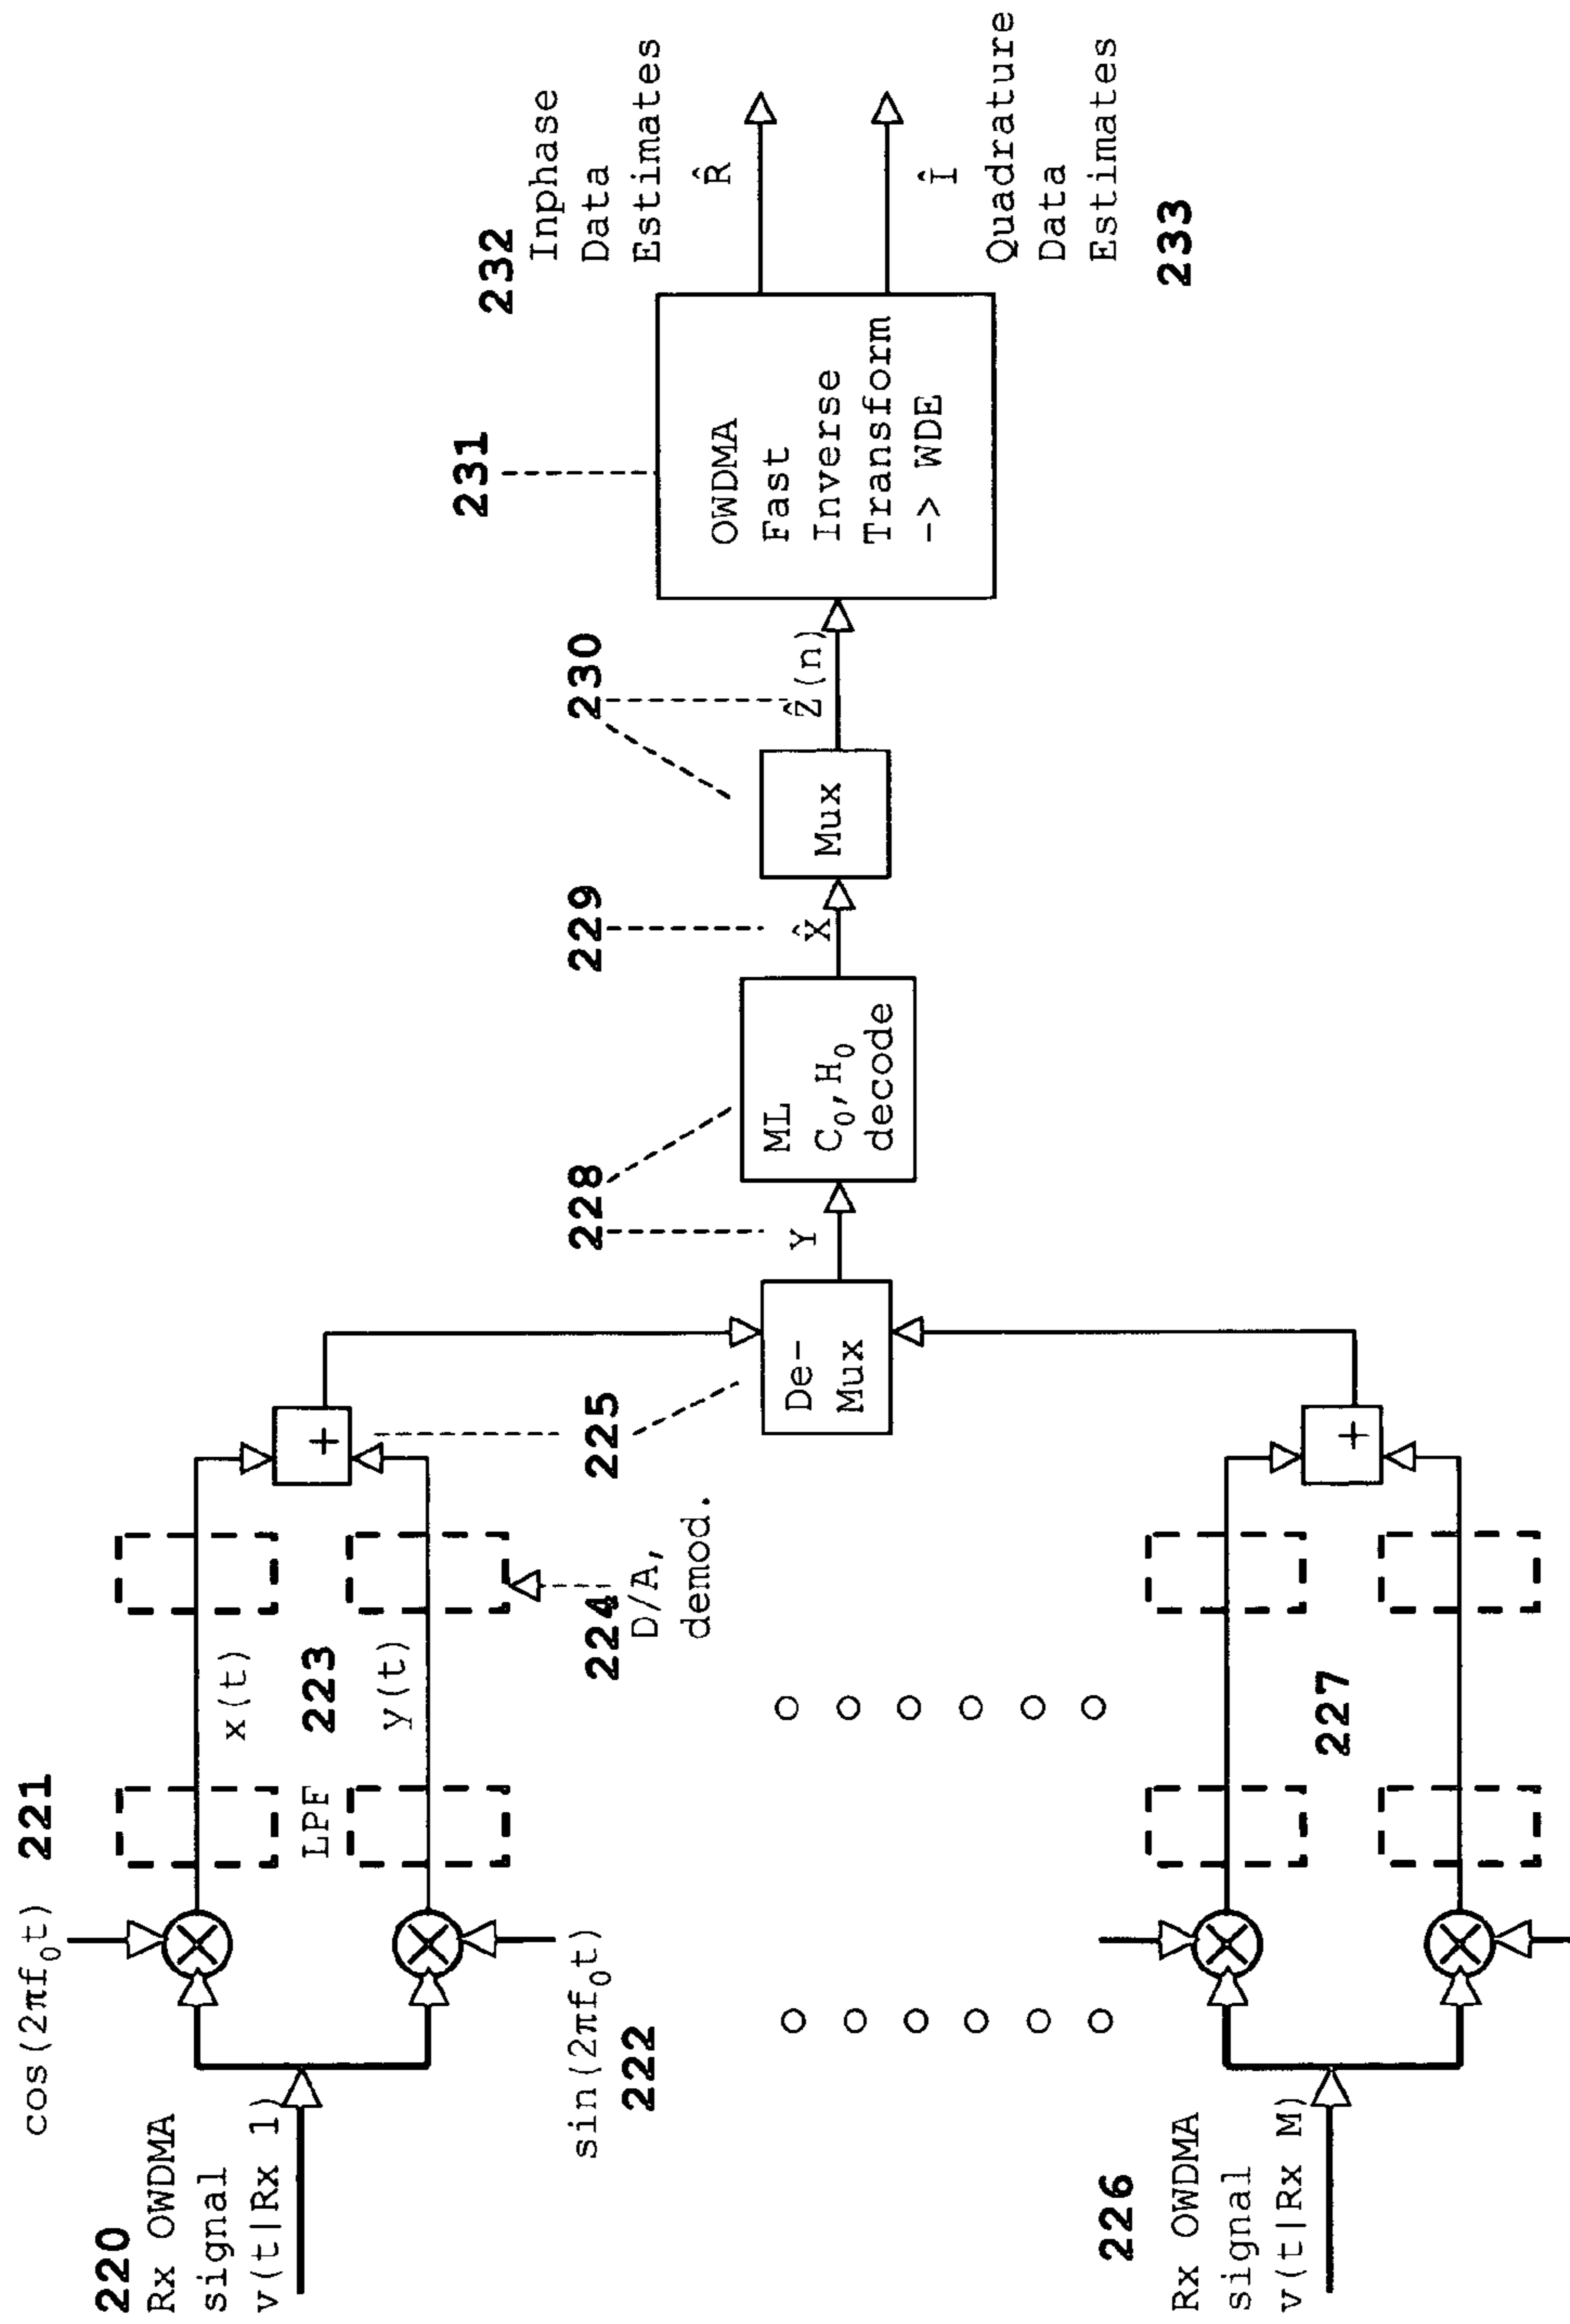 220
Rx OWDMA
signal
v(t|Rx 1)
cos(2πf₀t) 221
sin(2πf₀t)
222
LPF
x(t)
223
y(t)
224
D/A,
demod.
+
225
De-
Mux
226
Rx OWDMA
signal
v(t|Rx M)
227
+
Y
228
ML
C₀,H₀
decode
229
X̂
Mux
230
Ẑ(n)
231
OWDMA
Fast
Inverse
Transform
-> WDE
232
Inphase
Data
Estimates
R̂
Î
Quadrature
Data
Estimates
233